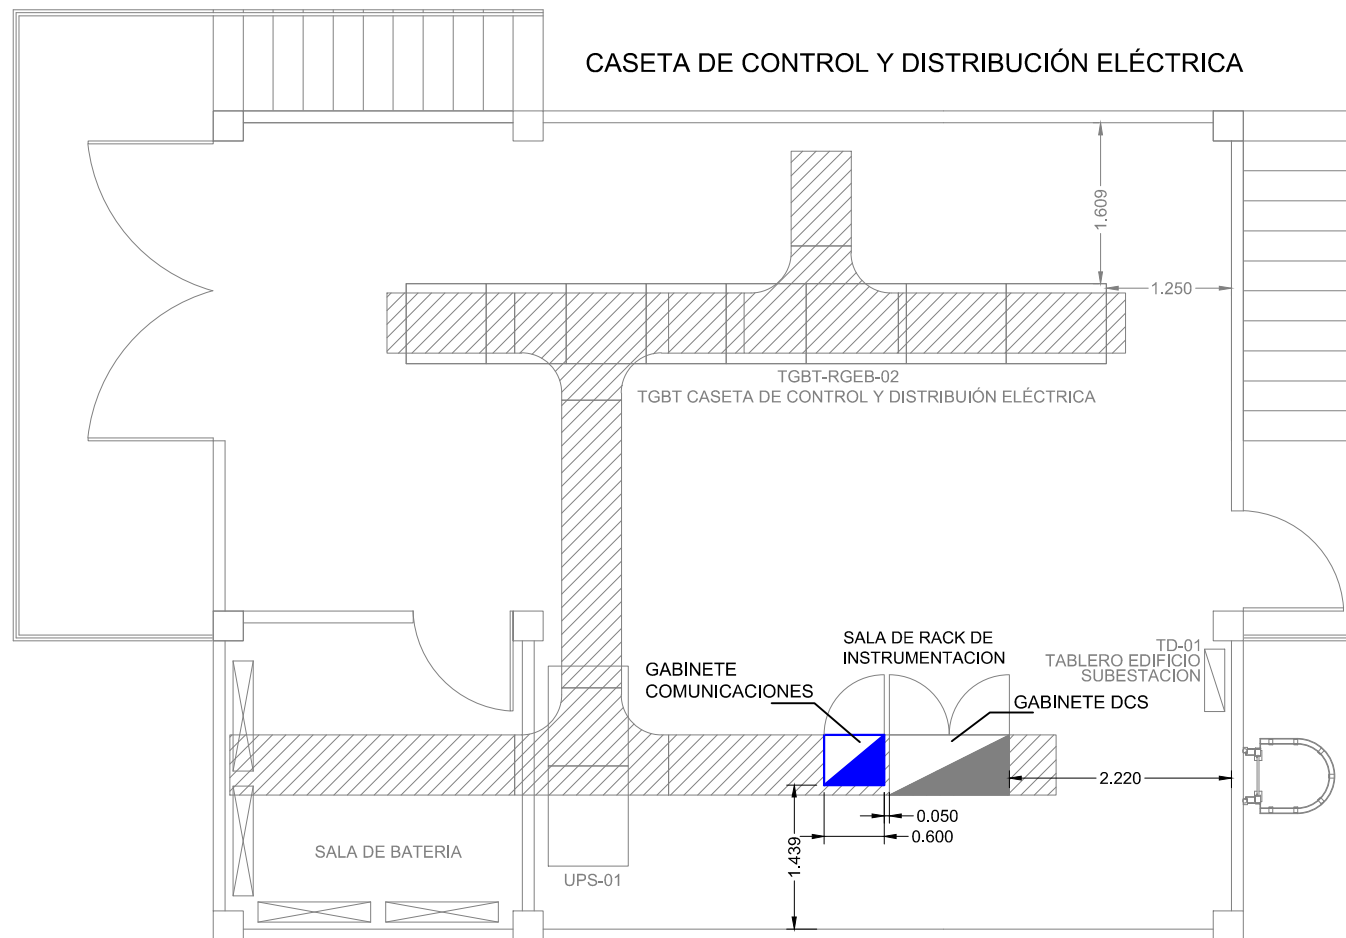 CASETA DE CONTROL Y DISTRIBUCIÓN ELÉCTRICA
1.609
1.250
TGBT-RGEB-02
TGBT CASETA DE CONTROL Y DISTRIBUIÓN ELÉCTRICA
SALA DE RACK DE
INSTRUMENTACION
TD-01
TABLERO EDIFICIO
SUBESTACION
GABINETE
COMUNICACIONES
GABINETE DCS
2.220
0.050
0.600
1.439
SALA DE BATERIA
UPS-01